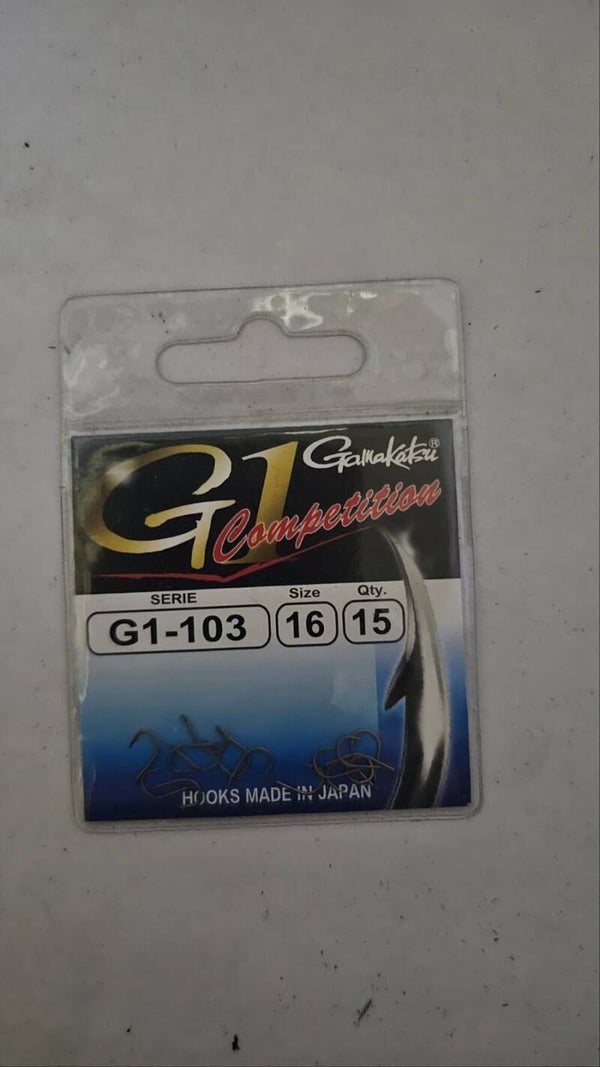 G1 Gamakatsu®
Competition
SERIE Size Qty.
G1-103 16 15
HOOKS MADE IN JAPAN